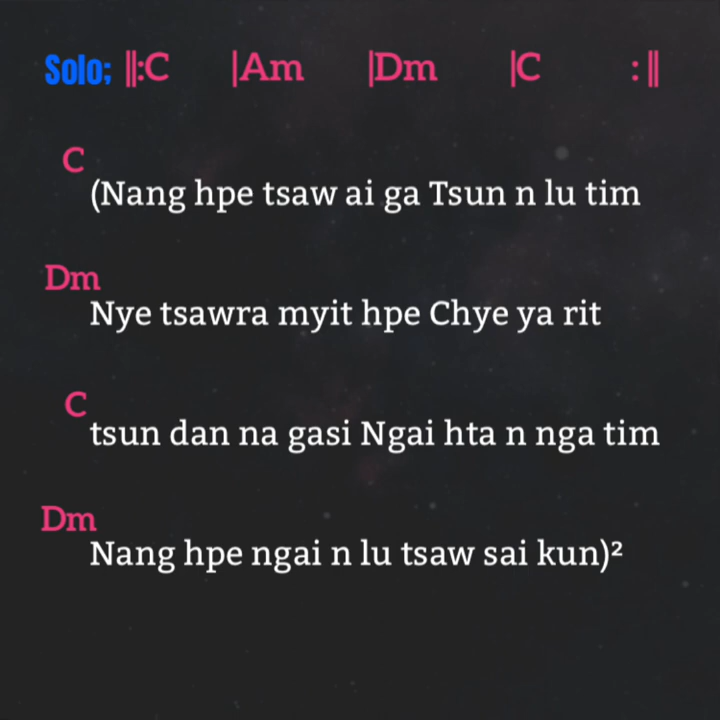 Solo; ‖:C |Am |Dm |C :‖
C
(Nang hpe tsaw ai ga Tsun n lu tim
Dm
Nye tsawra myit hpe Chye ya rit
C
tsun dan na gasi Ngai hta n nga tim
Dm
Nang hpe ngai n lu tsaw sai kun)²